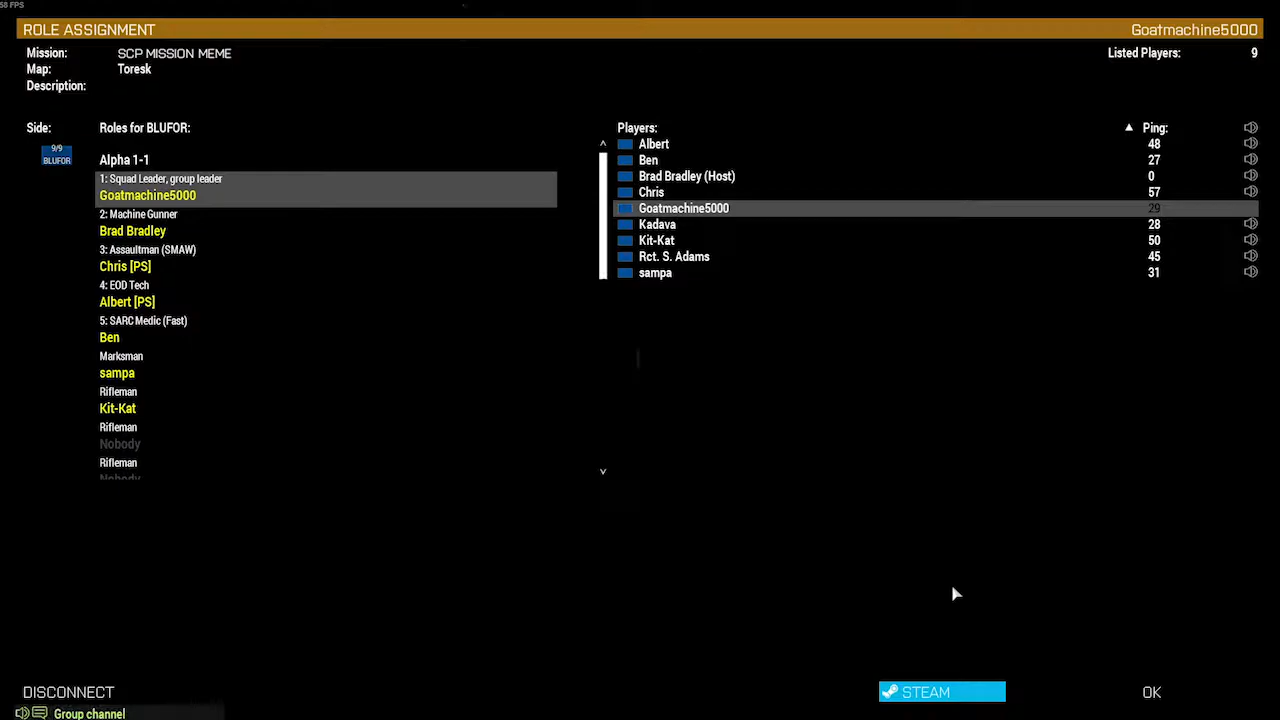 58 FPS
ROLE ASSIGNMENT
Goatmachine5000
Mission: SCP MISSION MEME
Listed Players: 9
Map: Toresk
Description:
Side:
9/9
BLUFOR
Roles for BLUFOR:
Alpha 1-1
1: Squad Leader, group leader
Goatmachine5000
2: Machine Gunner
Brad Bradley
3: Assaultman (SMAW)
Chris [PS]
4: EOD Tech
Albert [PS]
5: SARC Medic (Fast)
Ben
Marksman
sampa
Rifleman
Kit-Kat
Rifleman
Nobody
Rifleman
Nobody
Players: Ping:
Albert 48
Ben 27
Brad Bradley (Host) 0
Chris 57
Goatmachine5000 29
Kadava 28
Kit-Kat 50
Rct. S. Adams 45
sampa 31
DISCONNECT
STEAM
OK
Group channel